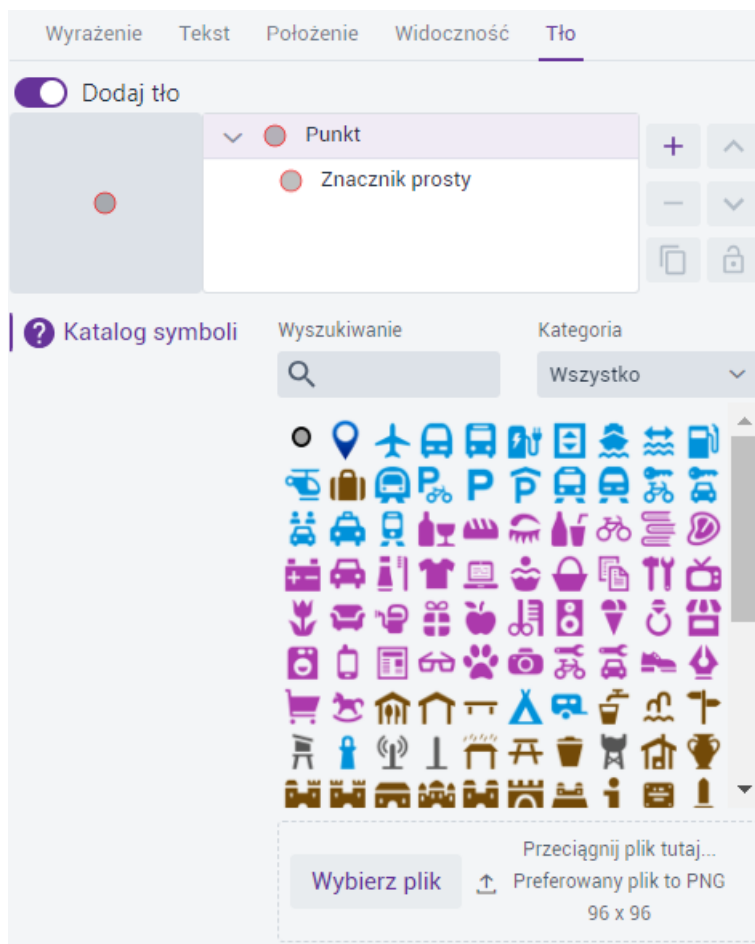 Wyrażenie Tekst Położenie Widoczność Tło
Dodaj tło
Punkt
Znacznik prosty
Katalog symboli
Wyszukiwanie Kategoria
Wszystko
Przeciągnij plik tutaj...
Wybierz plik Preferowany plik to PNG
96 x 96